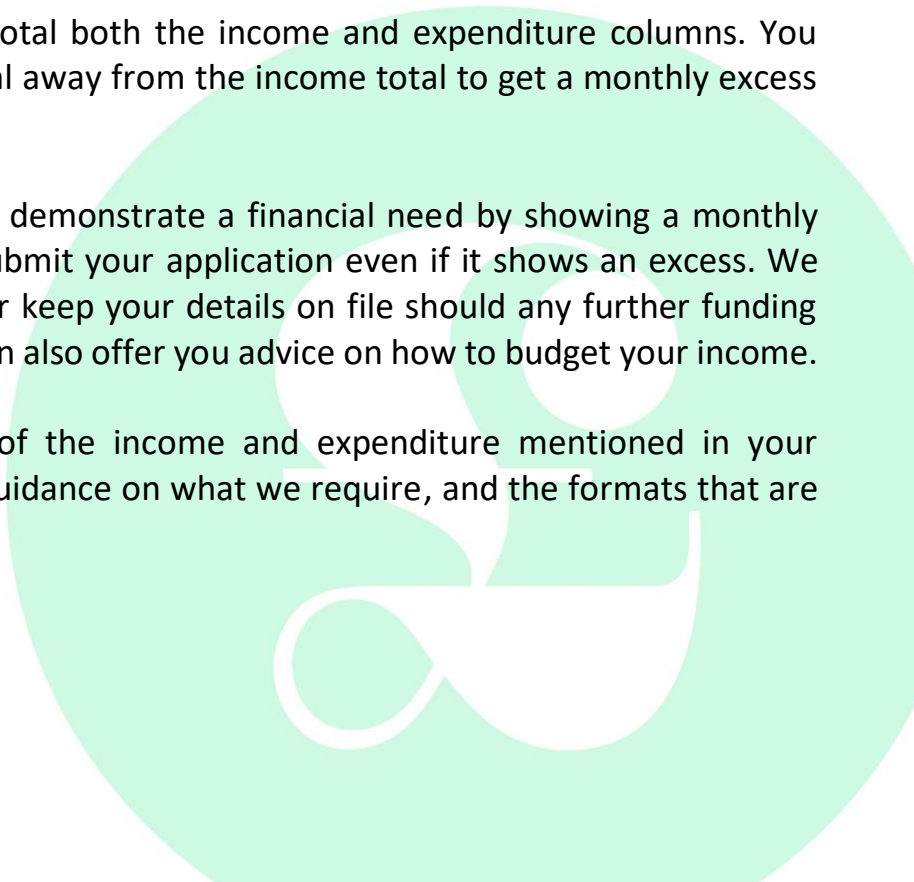 otal both the income and expenditure columns. You
l away from the income total to get a monthly excess
demonstrate a financial need by showing a monthly
ubmit your application even if it shows an excess. We
r keep your details on file should any further funding
n also offer you advice on how to budget your income.
of the income and expenditure mentioned in your
uidance on what we require, and the formats that are
£